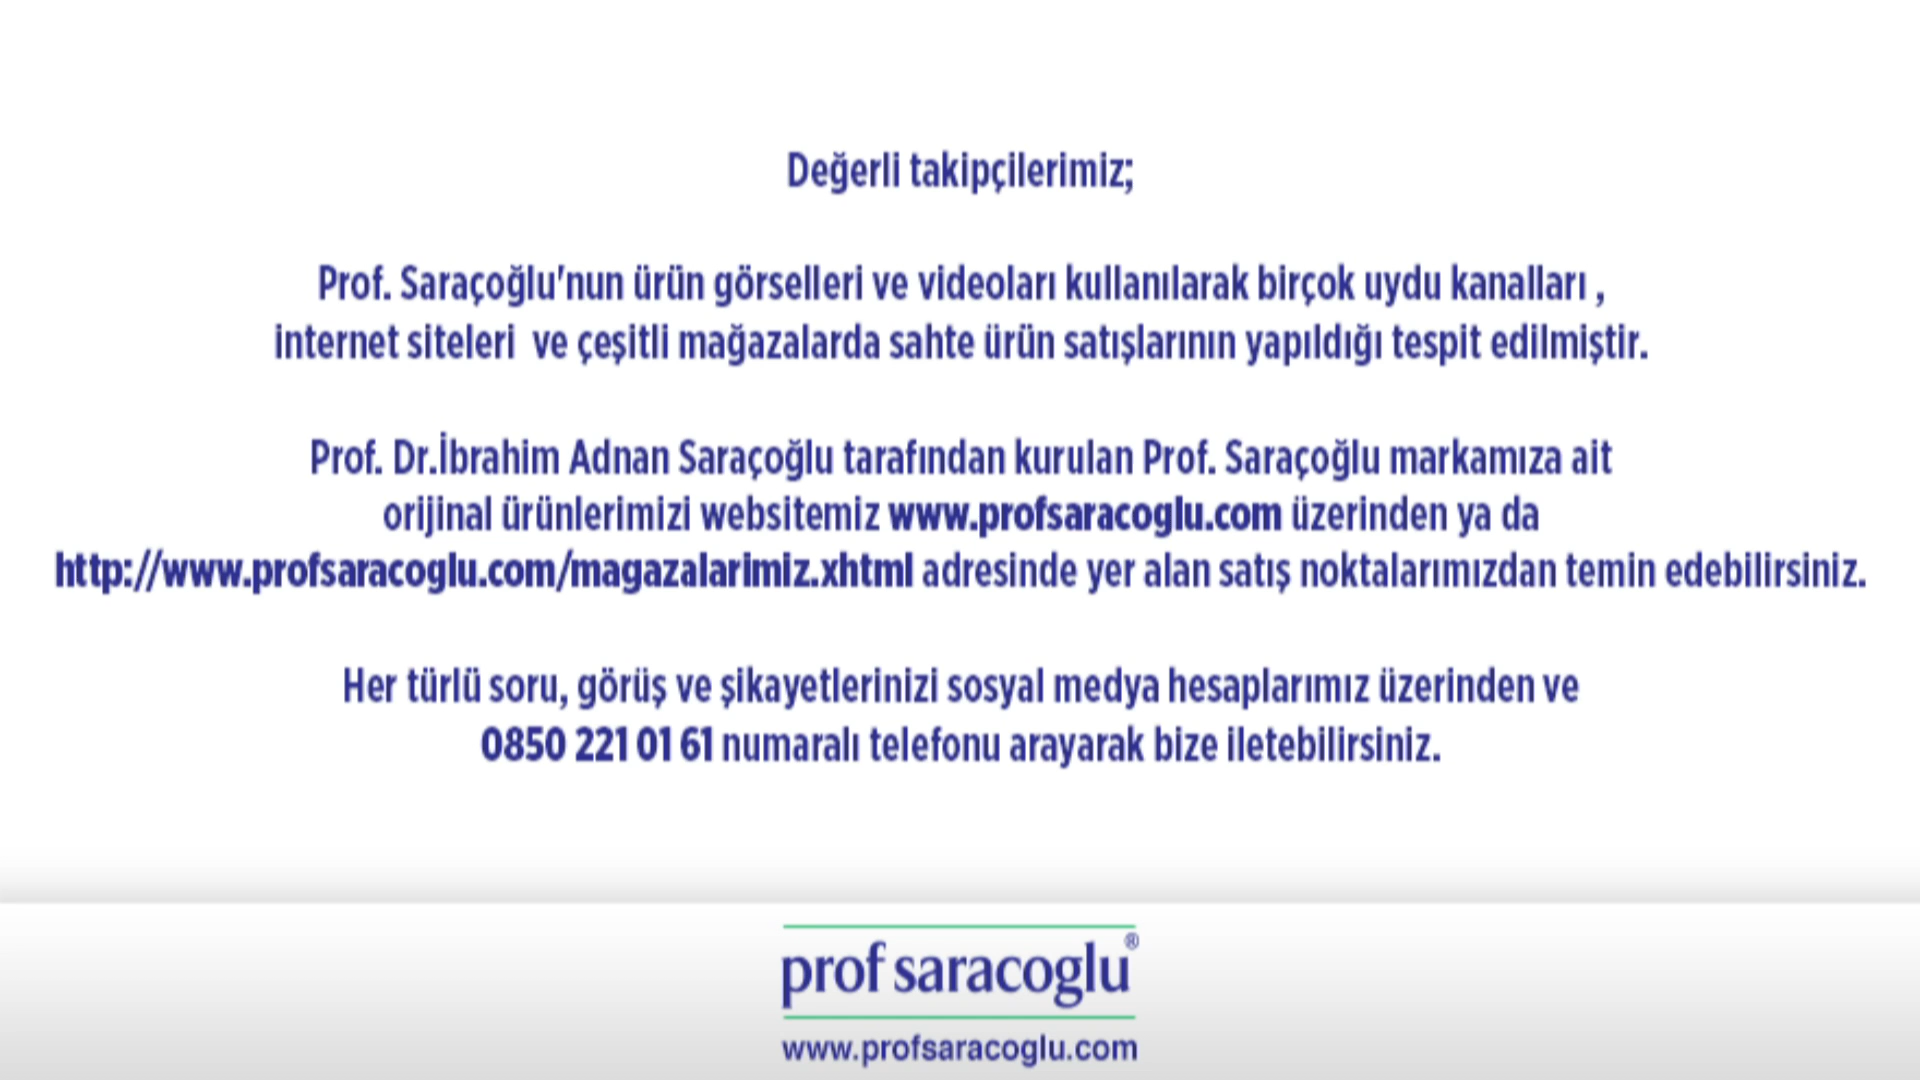 Değerli takipçilerimiz;
Prof. Saraçoğlu'nun ürün görselleri ve videoları kullanılarak birçok uydu kanalları ,
internet siteleri  ve çeşitli mağazalarda sahte ürün satışlarının yapıldığı tespit edilmiştir.
Prof. Dr.İbrahim Adnan Saraçoğlu tarafından kurulan Prof. Saraçoğlu markamıza ait
orijinal ürünlerimizi websitemiz www.profsaracoglu.com üzerinden ya da
http://www.profsaracoglu.com/magazalarimiz.xhtml adresinde yer alan satış noktalarımızdan temin edebilirsiniz.
Her türlü soru, görüş ve şikayetlerinizi sosyal medya hesaplarımız üzerinden ve
0850 221 01 61 numaralı telefonu arayarak bize iletebilirsiniz.
prof saracoglu®
www.profsaracoglu.com